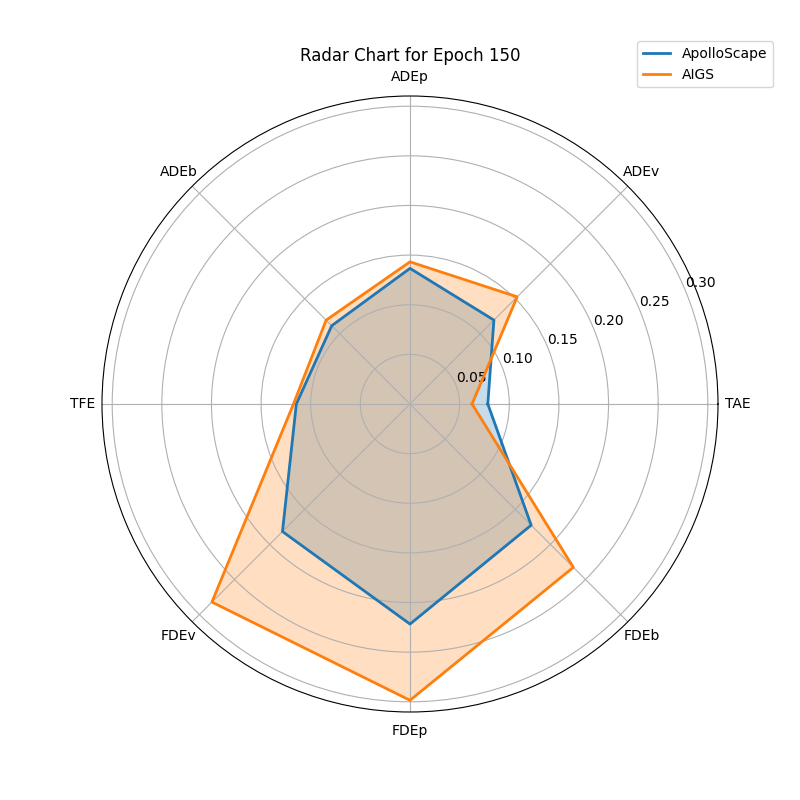 Radar Chart for Epoch 150
ApolloScape
AIGS
ADEp
ADEb
ADEv
0.30
0.25
0.20
0.15
0.10
0.05
TFE
TAE
FDEv
FDEb
FDEp